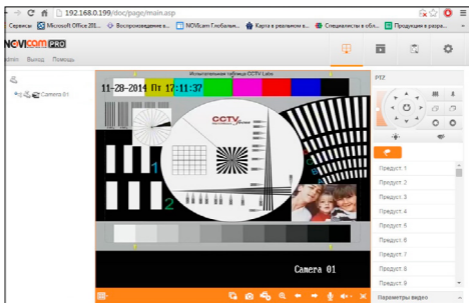 192.168.0.199/doc/page/main.asp
Сервисы Microsoft Office 201... Воспроизведение в... NOVIcam Глобальн... Карта в реальном в... Специалисты в обл... Продукция в разра...
NOVICAM PRO
admin Выход Помощь
Camera 01
Испытательная таблица CCTV Labs
11-28-2014 Пт 17:11:37
CCTV
1
2
Camera 01
PTZ
Предуст. 1
Предуст. 2
Предуст. 3
Предуст. 4
Предуст. 5
Предуст. 6
Предуст. 7
Предуст. 8
Предуст. 9
Параметры видео